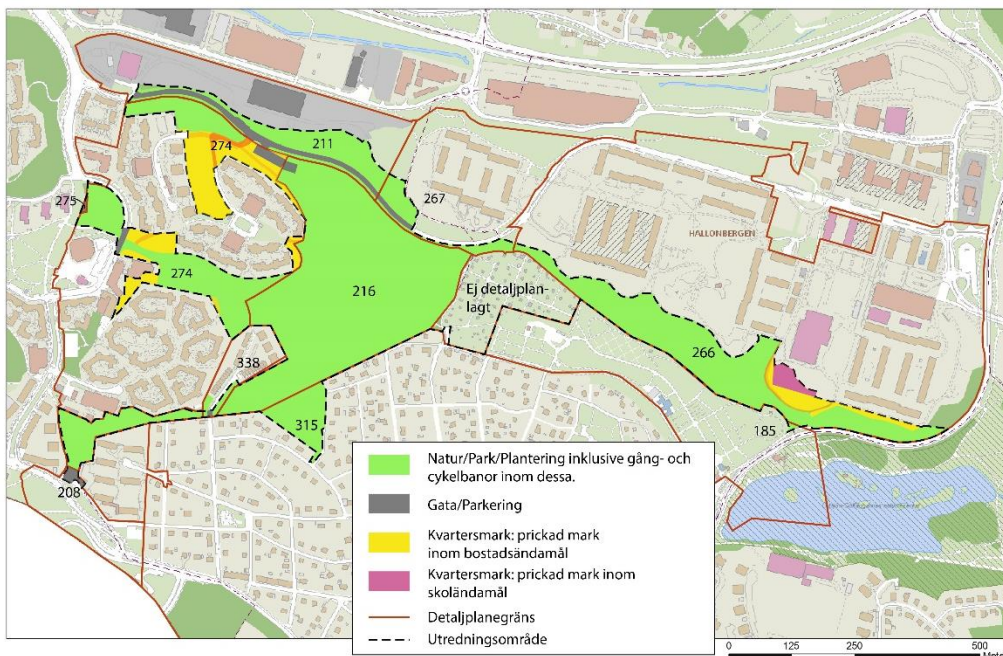 211
274
267
275
HALLONBERGEN
274
216
Ej detaljplan-
lagt
338
266
315
185
208
Natur/Park/Plantering inklusive gång- och
cykelbanor inom dessa.
Gata/Parkering
Kvartersmark: prickad mark
inom bostadsändamål
Kvartersmark: prickad mark inom
skoländamål
Detaljplanegräns
Utredningsområde
0 125 250 500